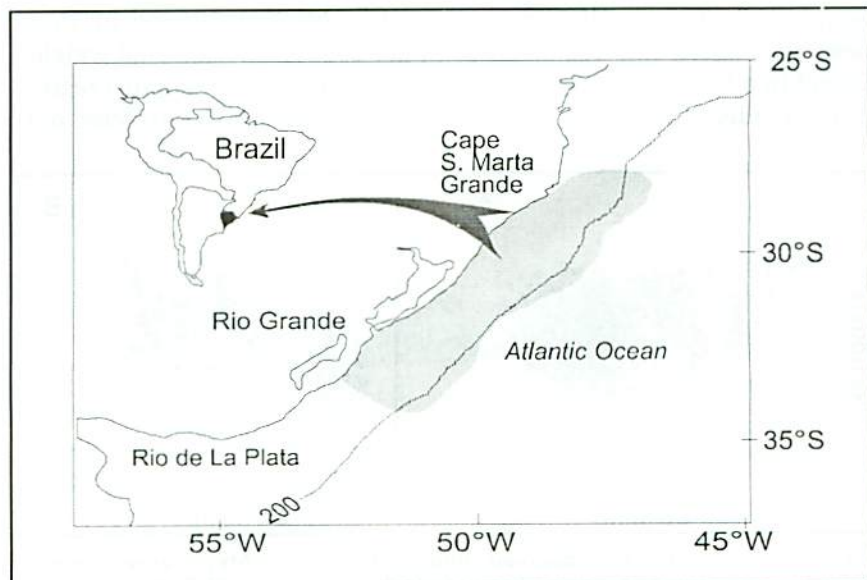 25°S
Brazil
Cape
S. Marta
Grande
30°S
Rio Grande
Atlantic Ocean
35°S
Rio de La Plata
200
55°W
50°W
45°W